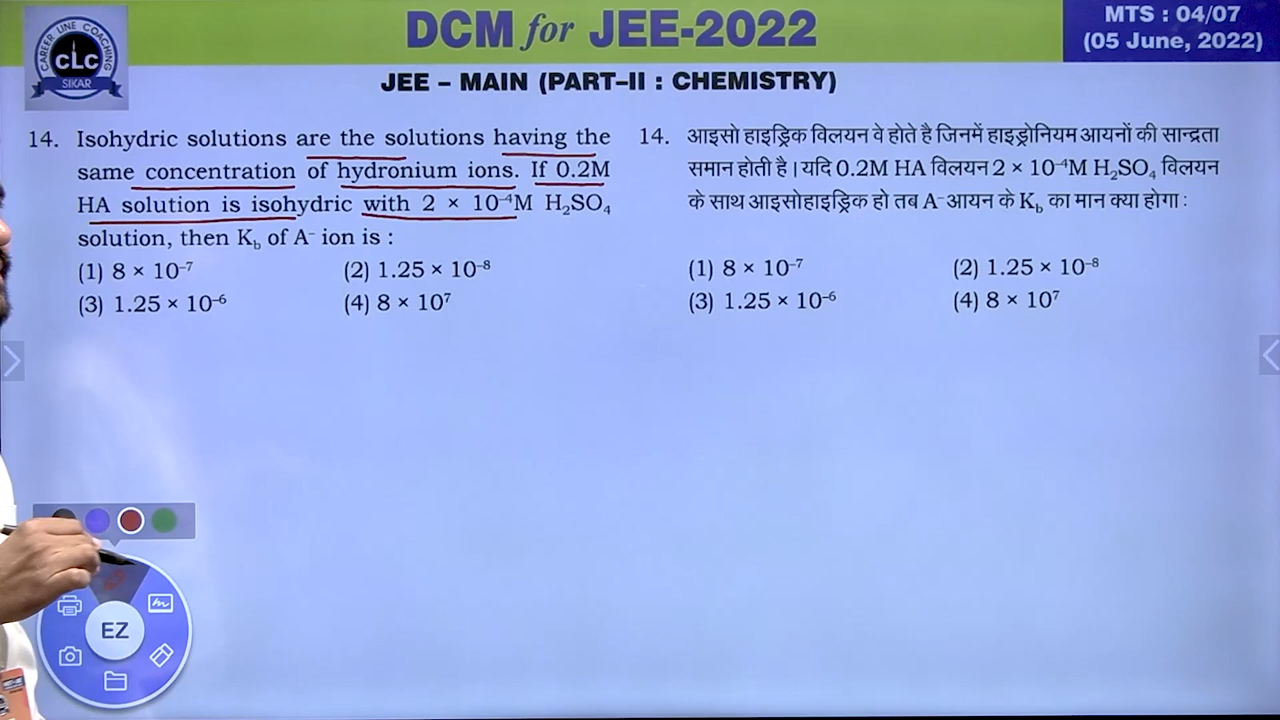 CAREER LINE COACHING
CLC
SIKAR
DCM for JEE-2022
MTS : 04/07
(05 June, 2022)
JEE – MAIN (PART–II : CHEMISTRY)
14. Isohydric solutions are the solutions having the
same concentration of hydronium ions. If 0.2M
HA solution is isohydric with 2 × 10⁻⁴M H₂SO₄
solution, then K_b of A⁻ ion is :
(1) 8 × 10⁻⁷ (2) 1.25 × 10⁻⁸
(3) 1.25 × 10⁻⁶ (4) 8 × 10⁷
14. आइसो हाइड्रिक विलयन वे होते है जिनमें हाइड्रोनियम आयनों की सान्द्रता
समान होती है। यदि 0.2M HA विलयन 2 × 10⁻⁴M H₂SO₄ विलयन
के साथ आइसोहाइड्रिक हो तब A⁻ आयन के K_b का मान क्या होगा :
(1) 8 × 10⁻⁷ (2) 1.25 × 10⁻⁸
(3) 1.25 × 10⁻⁶ (4) 8 × 10⁷
EZ